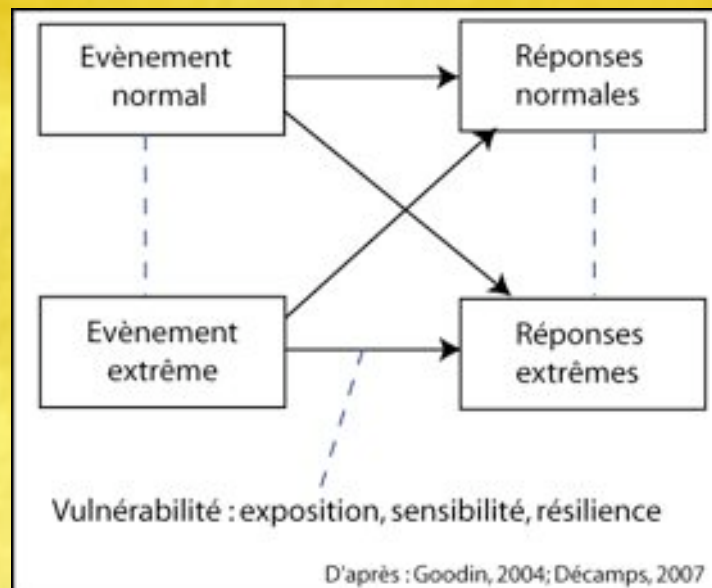 Evènement
normal
Réponses
normales
Evènement
extrême
Réponses
extrêmes
Vulnérabilité : exposition, sensibilité, résilience
D'après : Goodin, 2004; Décamps, 2007